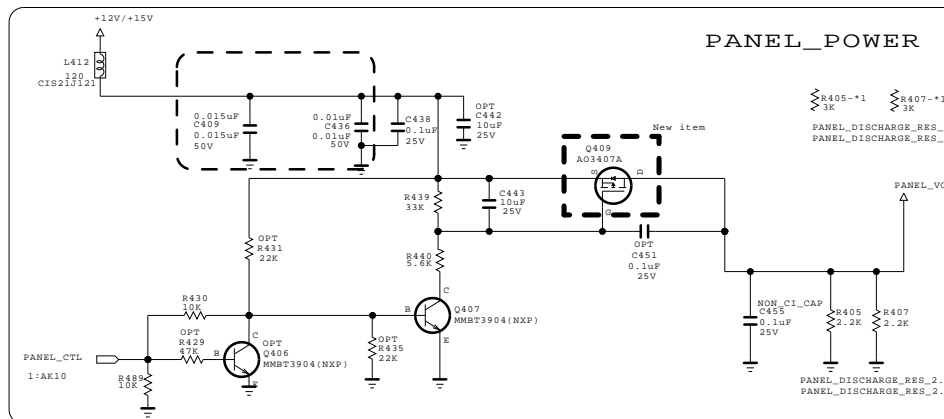 +12V/+15V
PANEL_POWER
L412
120
CIS21J121
0.015uF
C409
0.015uF
50V
0.01uF
C436
0.01uF
50V
C438
0.1uF
25V
OPT
C442
10uF
25V
R405-*1
3K
R407-*1
3K
PANEL_DISCHARGE_RES_
PANEL_DISCHARGE_RES_
New item
Q409
AO3407A
S
D
G
R439
33K
C443
10uF
25V
PANEL_VC
OPT
R431
22K
R440
5.6K
OPT
C451
0.1uF
25V
R430
10K
C
B
Q407
MMBT3904(NXP)
E
NON_CI_CAP
C455
0.1uF
25V
R405
2.2K
R407
2.2K
OPT
R429
47K
C
B
OPT
Q406
MMBT3904(NXP)
E
OPT
R435
22K
PANEL_CTL
1:AK10
R489
10K
PANEL_DISCHARGE_RES_2.
PANEL_DISCHARGE_RES_2.